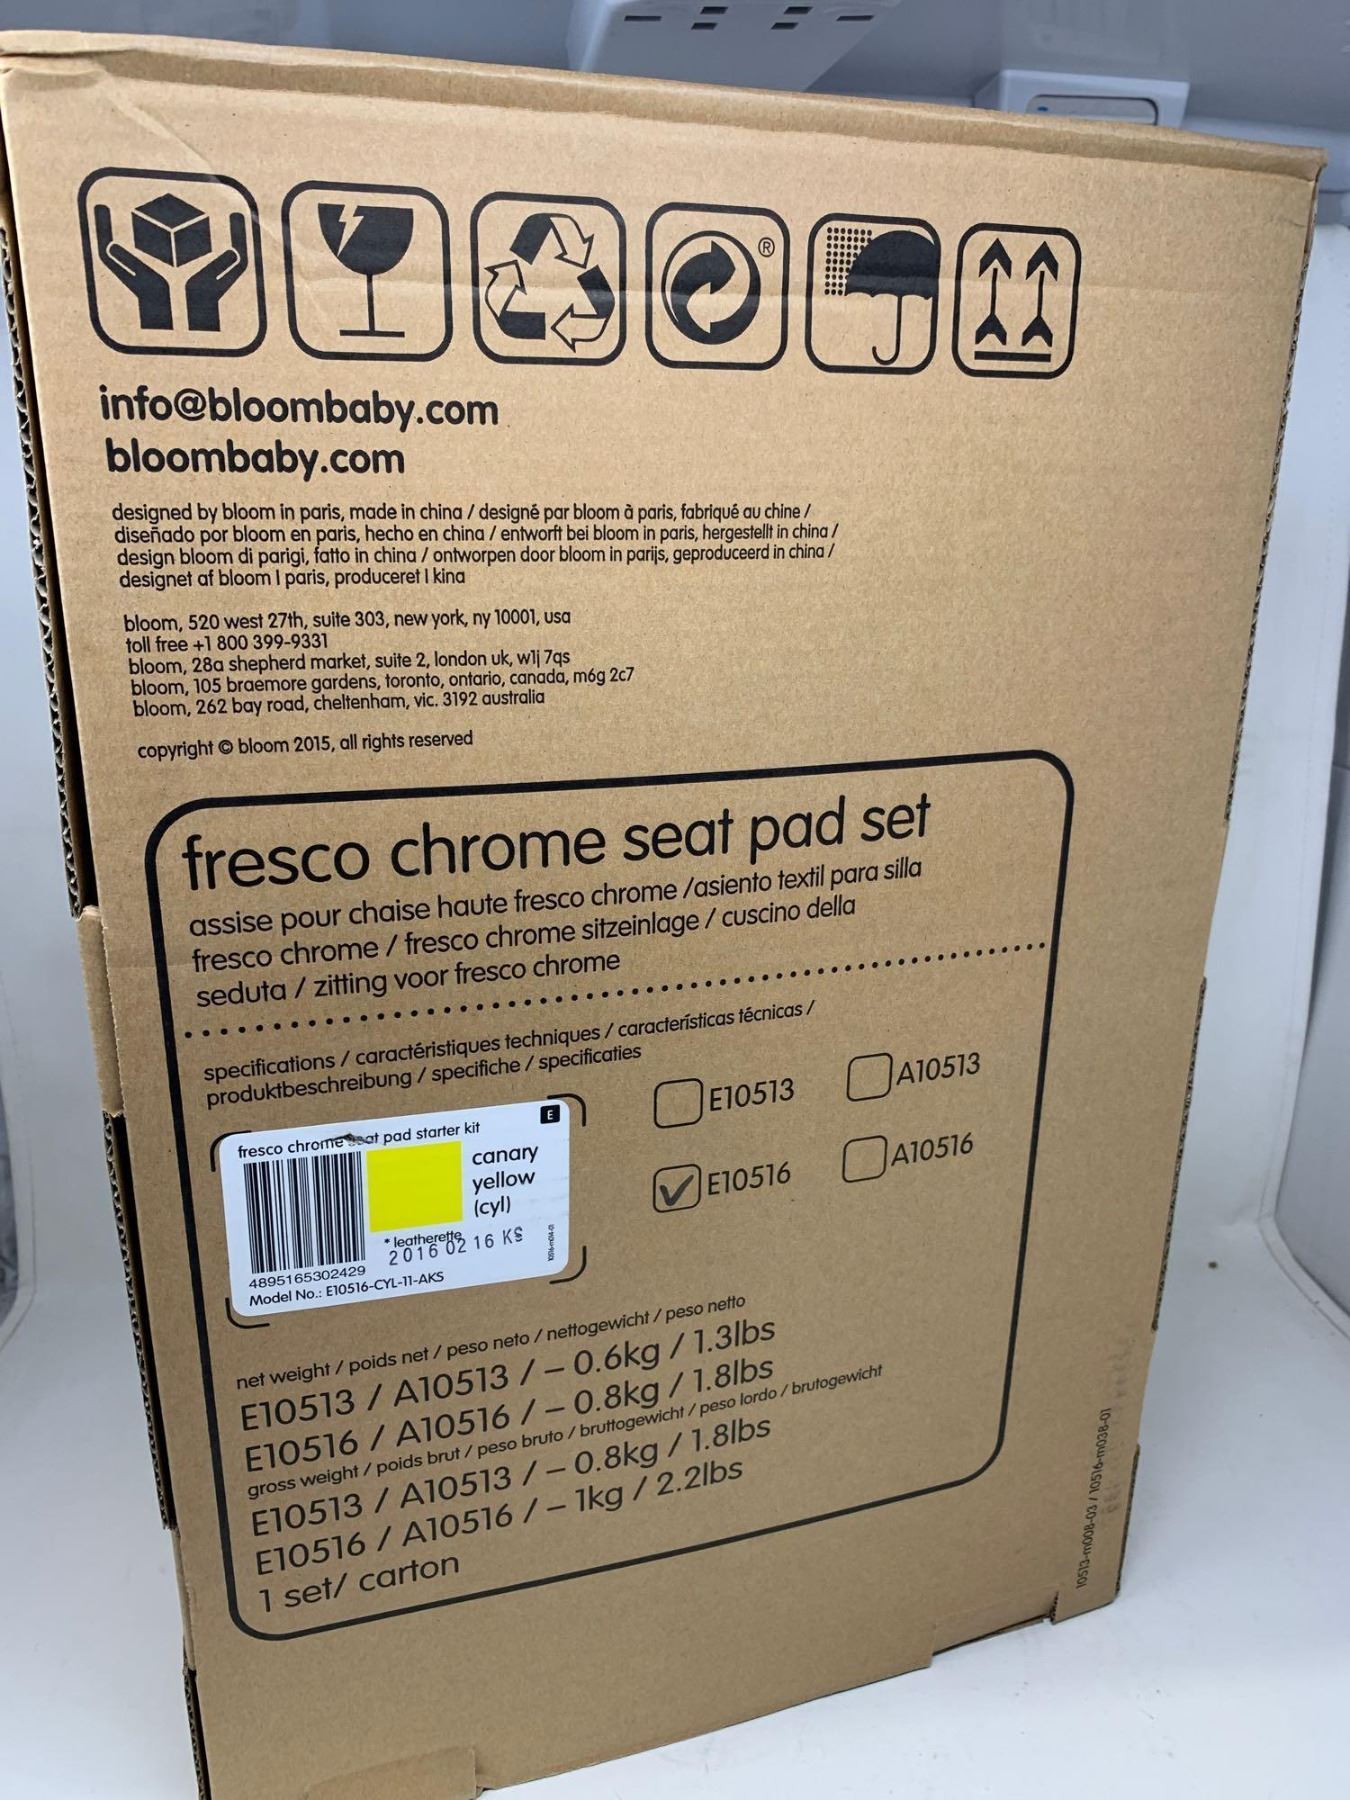 ®
info@bloombaby.com
bloombaby.com
designed by bloom in paris, made in china / designé par bloom à paris, fabriqué au chine /
diseñado por bloom en paris, hecho en china / entworft bei bloom in paris, hergestellt in china /
design bloom di parigi, fatto in china / ontworpen door bloom in parijs, geproduceerd in china /
designet af bloom I paris, produceret I kina
bloom, 520 west 27th, suite 303, new york, ny 10001, usa
toll free +1 800 399-9331
bloom, 28a shepherd market, suite 2, london uk, w1j 7qs
bloom, 105 braemore gardens, toronto, ontario, canada, m6g 2c7
bloom, 262 bay road, cheltenham, vic. 3192 australia
copyright © bloom 2015, all rights reserved
fresco chrome seat pad set
assise pour chaise haute fresco chrome /asiento textil para silla
fresco chrome / fresco chrome sitzeinlage / cuscino della
seduta / zitting voor fresco chrome
specifications / caractéristiques techniques / características técnicas /
produktbeschreibung / specifiche / specificaties
E10513
A10513
E10516
A10516
fresco chrome seat pad starter kit
E
canary
yellow
(cyl)
* leatherette
2016 02 16 KS
4895165302429
Model No.: E10516-CYL-11-AKS
10516-m014-01
net weight / poids net / peso neto / nettogewicht / peso netto
E10513 / A10513 / – 0.6kg / 1.3lbs
E10516 / A10516 / – 0.8kg / 1.8lbs
gross weight / poids brut / peso bruto / bruttogewicht / peso lordo / brutogewicht
E10513 / A10513 / – 0.8kg / 1.8lbs
E10516 / A10516 / – 1kg / 2.2lbs
1 set/ carton
10513-m008-03 / 10516-m038-01